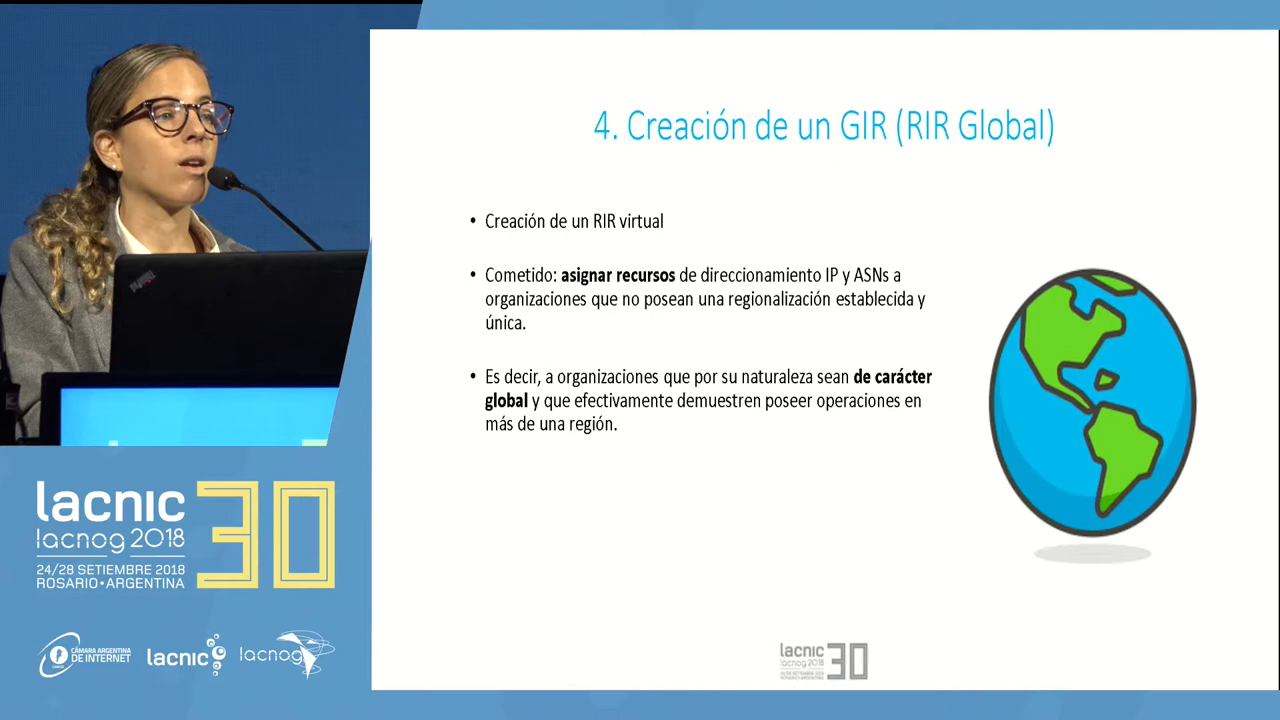 4. Creación de un GIR (RIR Global)
• Creación de un RIR virtual
• Cometido: asignar recursos de direccionamiento IP y ASNs a
organizaciones que no posean una regionalización establecida y
única.
• Es decir, a organizaciones que por su naturaleza sean de carácter
global y que efectivamente demuestren poseer operaciones en
más de una región.
ThinkPad
lacnic 30
lacnog 2018
24/28 SETIEMBRE 2018
ROSARIO • ARGENTINA
CÁMARA ARGENTINA
DE INTERNET
lacnic
lacnog
lacnic 30
lacnog 2018